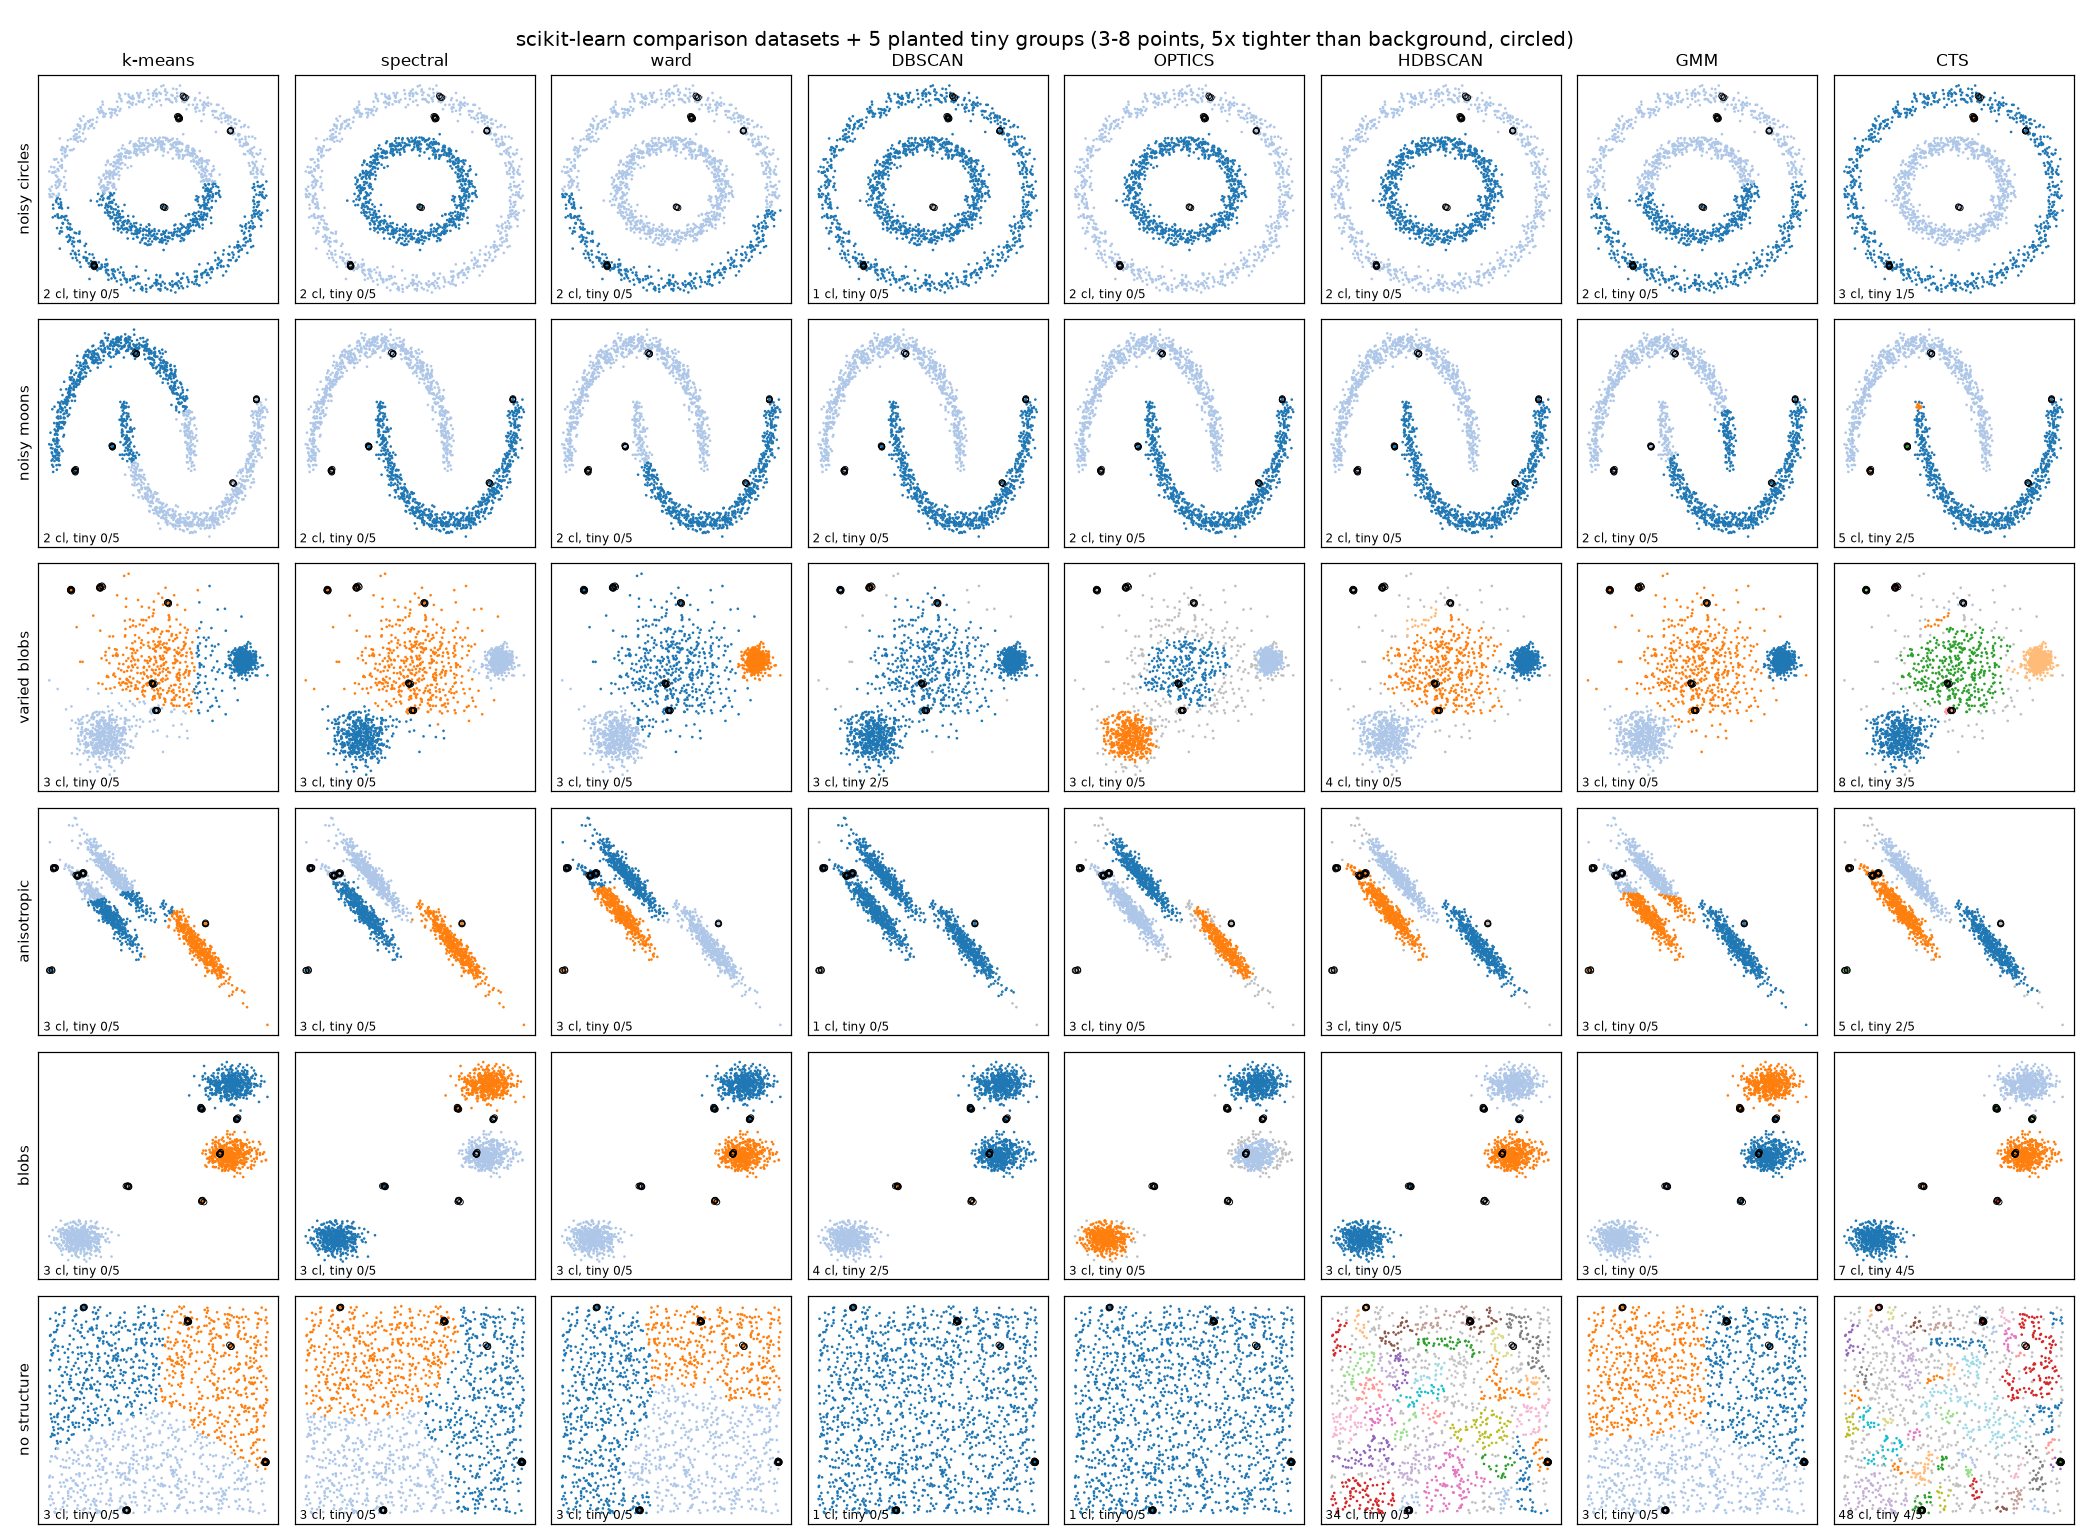 scikit-learn comparison datasets + 5 planted tiny groups (3-8 points, 5x tighter than background, circled)
k-means spectral ward DBSCAN OPTICS HDBSCAN GMM CTS
noisy circles
2 cl, tiny 0/5 2 cl, tiny 0/5 2 cl, tiny 0/5 1 cl, tiny 0/5 2 cl, tiny 0/5 2 cl, tiny 0/5 2 cl, tiny 0/5 3 cl, tiny 1/5
noisy moons
2 cl, tiny 0/5 2 cl, tiny 0/5 2 cl, tiny 0/5 2 cl, tiny 0/5 2 cl, tiny 0/5 2 cl, tiny 0/5 2 cl, tiny 0/5 5 cl, tiny 2/5
varied blobs
3 cl, tiny 0/5 3 cl, tiny 0/5 3 cl, tiny 0/5 3 cl, tiny 2/5 3 cl, tiny 0/5 4 cl, tiny 0/5 3 cl, tiny 0/5 8 cl, tiny 3/5
anisotropic
3 cl, tiny 0/5 3 cl, tiny 0/5 3 cl, tiny 0/5 1 cl, tiny 0/5 3 cl, tiny 0/5 3 cl, tiny 0/5 3 cl, tiny 0/5 5 cl, tiny 2/5
blobs
3 cl, tiny 0/5 3 cl, tiny 0/5 3 cl, tiny 0/5 4 cl, tiny 2/5 3 cl, tiny 0/5 3 cl, tiny 0/5 3 cl, tiny 0/5 7 cl, tiny 4/5
no structure
3 cl, tiny 0/5 3 cl, tiny 0/5 3 cl, tiny 0/5 1 cl, tiny 0/5 1 cl, tiny 0/5 34 cl, tiny 0/5 3 cl, tiny 0/5 48 cl, tiny 4/5